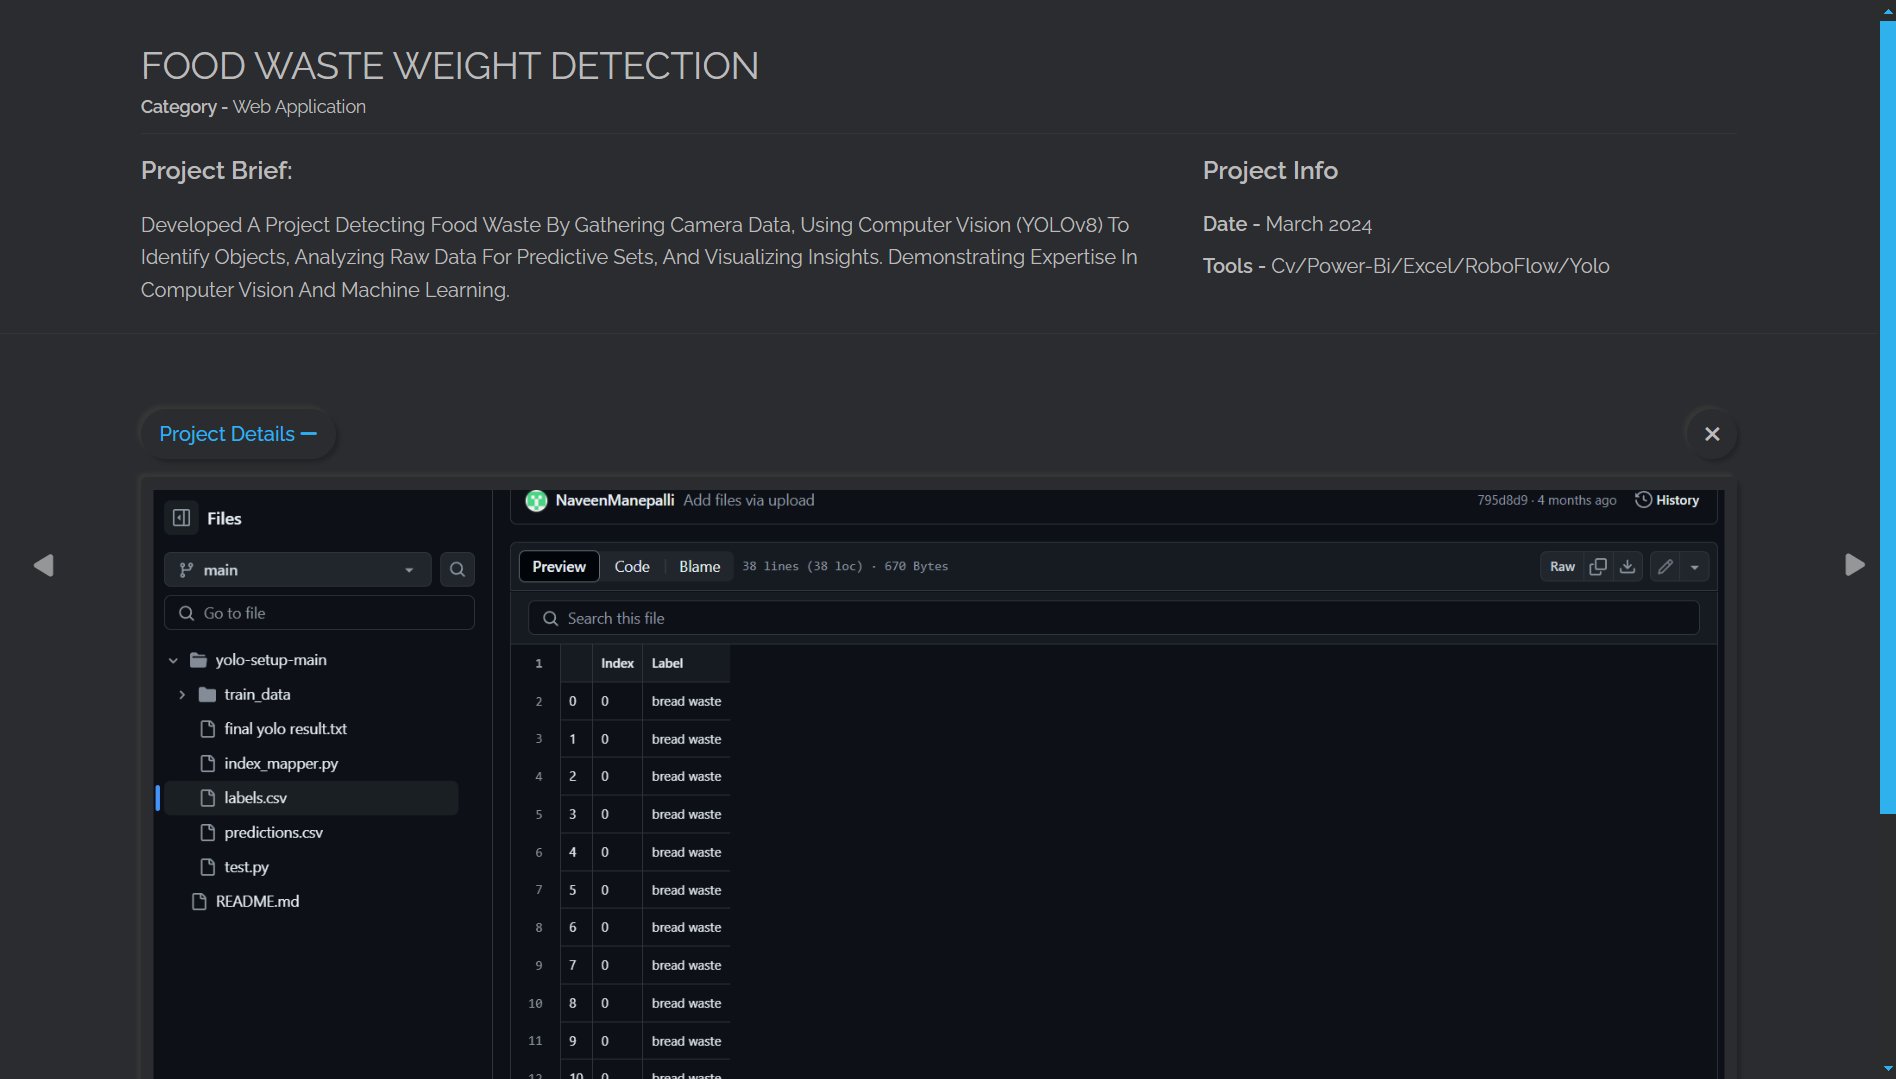 FOOD WASTE WEIGHT DETECTION
Category - Web Application
Project Brief:
Developed A Project Detecting Food Waste By Gathering Camera Data, Using Computer Vision (YOLOv8) To
Identify Objects, Analyzing Raw Data For Predictive Sets, And Visualizing Insights. Demonstrating Expertise In
Computer Vision And Machine Learning.
Project Info
Date - March 2024
Tools - Cv/Power-Bi/Excel/RoboFlow/Yolo
Project Details
Files
main
Go to file
yolo-setup-main
train_data
final yolo result.txt
index_mapper.py
labels.csv
predictions.csv
test.py
README.md
NaveenManepalli Add files via upload 795d8d9 · 4 months ago History
Preview Code Blame 38 lines (38 loc) · 670 Bytes Raw
Search this file
1 Index Label
2 0 0 bread waste
3 1 0 bread waste
4 2 0 bread waste
5 3 0 bread waste
6 4 0 bread waste
7 5 0 bread waste
8 6 0 bread waste
9 7 0 bread waste
10 8 0 bread waste
11 9 0 bread waste
12 10 0 bread waste